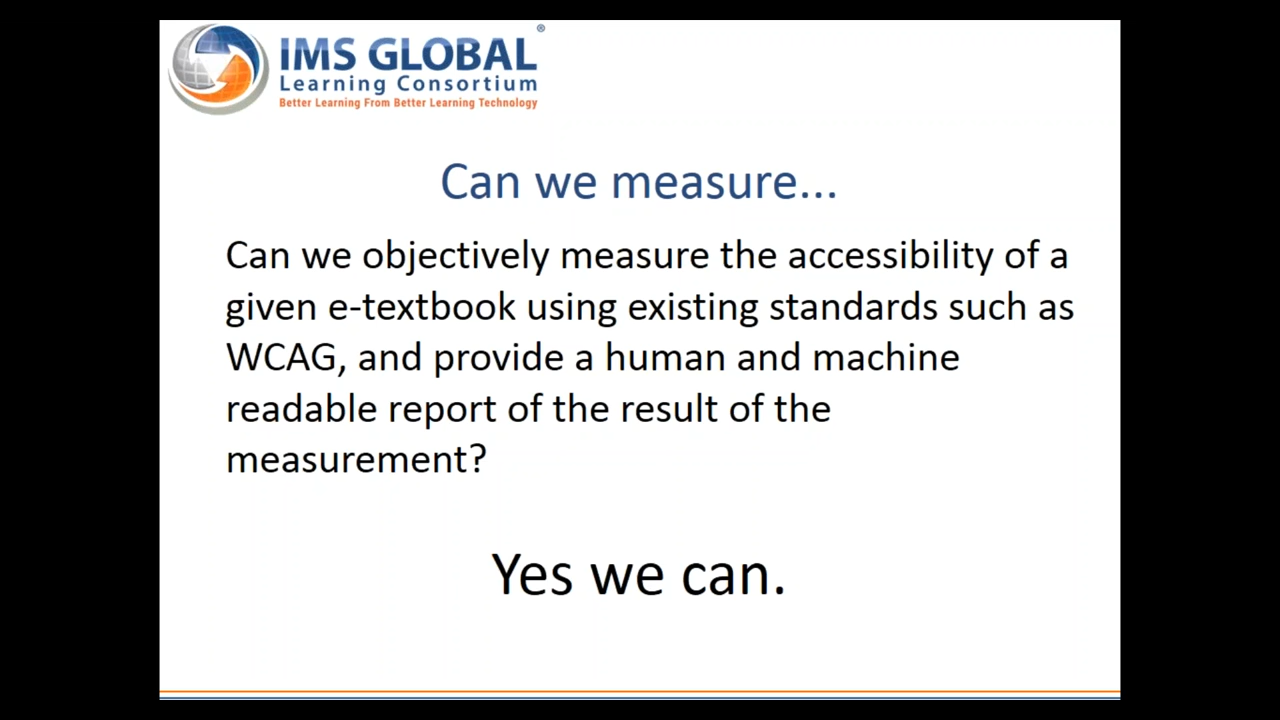 IMS GLOBAL®
Learning Consortium
Better Learning From Better Learning Technology
Can we measure...
Can we objectively measure the accessibility of a
given e-textbook using existing standards such as
WCAG, and provide a human and machine
readable report of the result of the
measurement?
Yes we can.